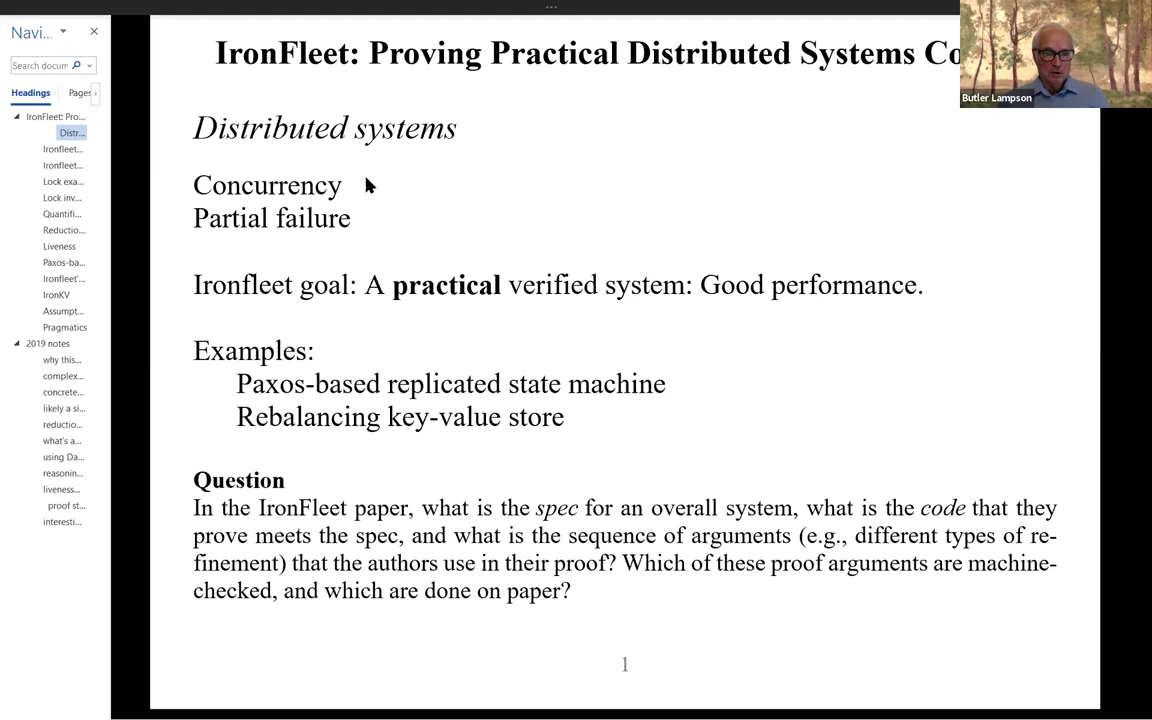 ...
Navi...
Search docum
Headings
Pages
IronFleet: Pro...
Distr...
Ironfleet...
Ironfleet...
Lock exa...
Lock inv...
Quantifi...
Reductio...
Liveness
Paxos-ba...
Ironfleet'...
IronKV
Assumpt...
Pragmatics
2019 notes
why this...
complex...
concrete...
likely a si...
reductio...
what's a...
using Da...
reasonin...
liveness...
proof st...
interesti...
IronFleet: Proving Practical Distributed Systems Co
Butler Lampson
Distributed systems
Concurrency
Partial failure
Ironfleet goal: A practical verified system: Good performance.
Examples:
Paxos-based replicated state machine
Rebalancing key-value store
Question
In the IronFleet paper, what is the spec for an overall system, what is the code that they
prove meets the spec, and what is the sequence of arguments (e.g., different types of re-
finement) that the authors use in their proof? Which of these proof arguments are machine-
checked, and which are done on paper?
1